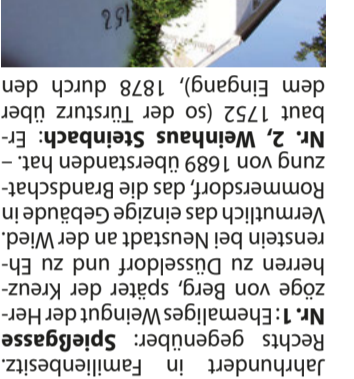 Jahrhundert in Familienbesitz.
Rechts gegenüber: Spießgasse
Nr. 1: Ehemaliges Weingut der Her-
zöge von Berg, später der Kreuz-
herren zu Düsseldorf und zu Eh-
renstein bei Neustadt an der Wied.
Vermutlich das einzige Gebäude in
Rommersdorf, das die Brandschat-
zung von 1689 überstanden hat. –
Nr. 2, Weinhaus Steinbach: Er-
baut 1752 (so der Türsturz über
dem Eingang), 1878 durch den